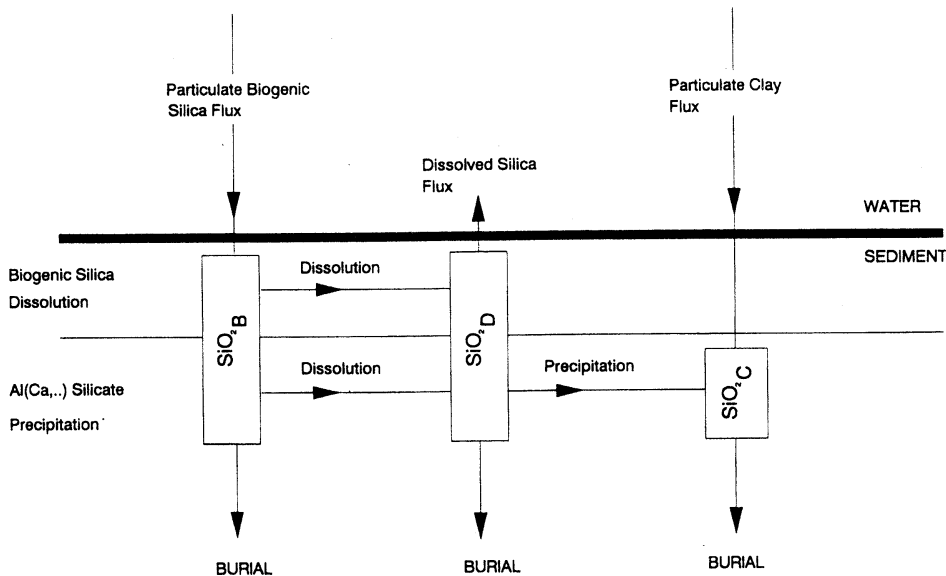 Particulate Biogenic
Silica Flux
Particulate Clay
Flux
Dissolved Silica
Flux
WATER
SEDIMENT
Biogenic Silica
Dissolution
Dissolution
SiO₂B
SiO₂D
Al(Ca,..) Silicate
Precipitation
Dissolution
Precipitation
SiO₂C
BURIAL
BURIAL
BURIAL